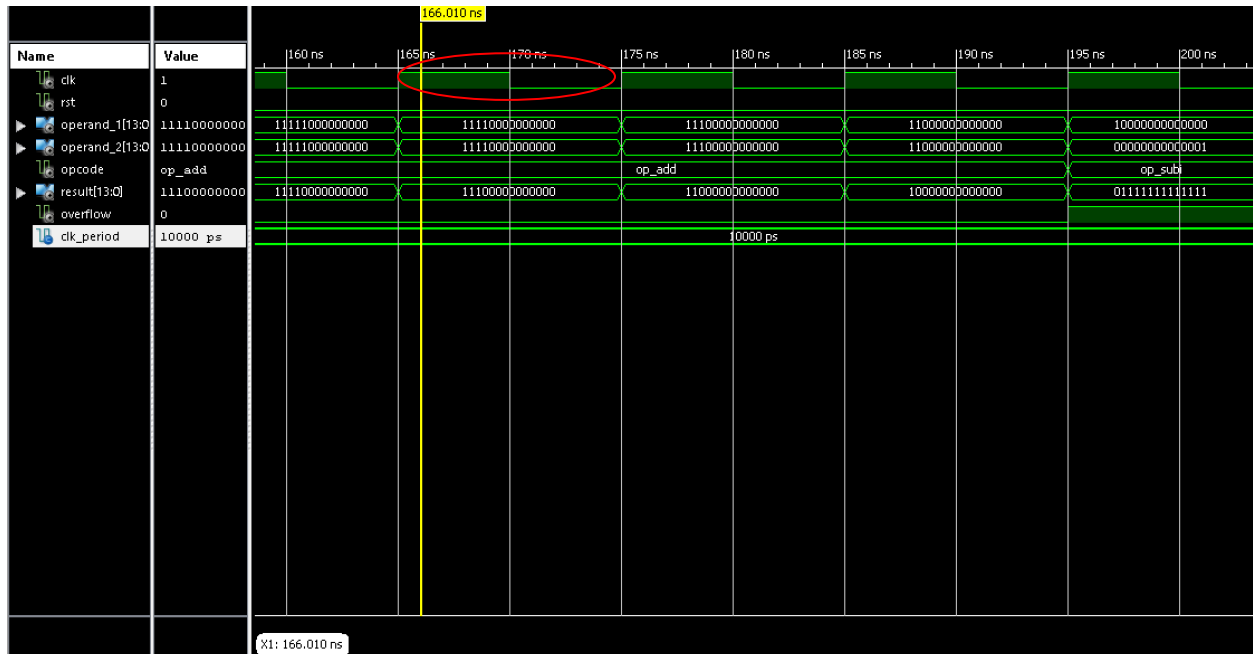 166.010 ns
Name Value 160 ns 165 ns 170 ns 175 ns 180 ns 185 ns 190 ns 195 ns 200 ns
clk 1
rst 0
operand_1[13:0 11110000000 11111000000000 11110000000000 11100000000000 11000000000000 10000000000000
operand_2[13:0 11110000000 11111000000000 11110000000000 11100000000000 11000000000000 00000000000001
opcode op_add op_add op_subi
result[13:0] 11100000000 11110000000000 11100000000000 11000000000000 10000000000000 01111111111111
overflow 0
clk_period 10000 ps 10000 ps
X1: 166.010 ns